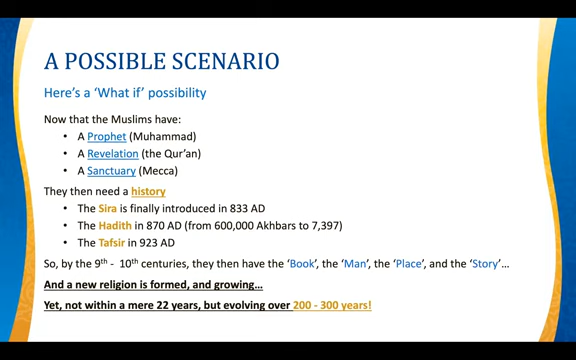 A POSSIBLE SCENARIO
Here's a 'What if' possibility
Now that the Muslims have:
• A Prophet (Muhammad)
• A Revelation (the Qur'an)
• A Sanctuary (Mecca)
They then need a history
• The Sira is finally introduced in 833 AD
• The Hadith in 870 AD (from 600,000 Akhbars to 7,397)
• The Tafsir in 923 AD
So, by the 9th - 10th centuries, they then have the 'Book', the 'Man', the 'Place', and the 'Story'...
And a new religion is formed, and growing...
Yet, not within a mere 22 years, but evolving over 200 - 300 years!